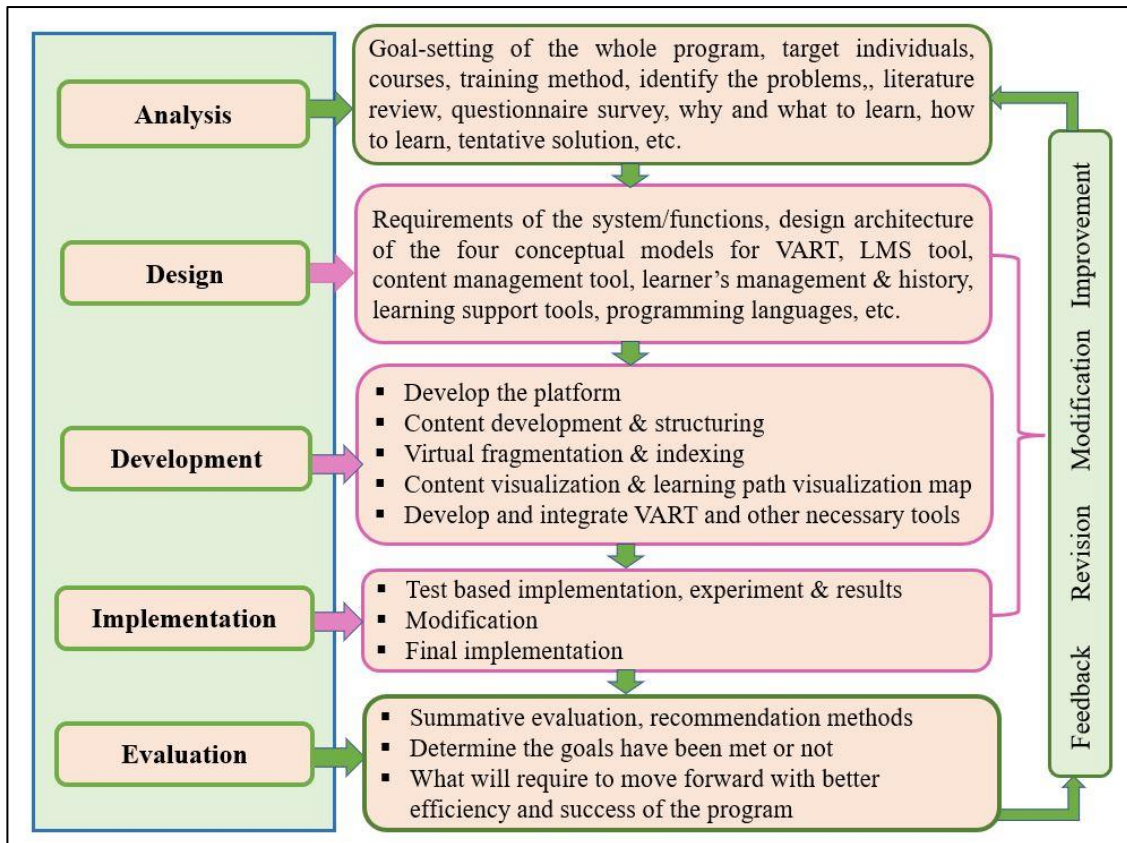 Analysis
Goal-setting of the whole program, target individuals,
courses, training method, identify the problems,, literature
review, questionnaire survey, why and what to learn, how
to learn, tentative solution, etc.
Design
Requirements of the system/functions, design architecture
of the four conceptual models for VART, LMS tool,
content management tool, learner’s management & history,
learning support tools, programming languages, etc.
Development
▪ Develop the platform
▪ Content development & structuring
▪ Virtual fragmentation & indexing
▪ Content visualization & learning path visualization map
▪ Develop and integrate VART and other necessary tools
Implementation
▪ Test based implementation, experiment & results
▪ Modification
▪ Final implementation
Evaluation
▪ Summative evaluation, recommendation methods
▪ Determine the goals have been met or not
▪ What will require to move forward with better
efficiency and success of the program
Feedback Revision Modification Improvement